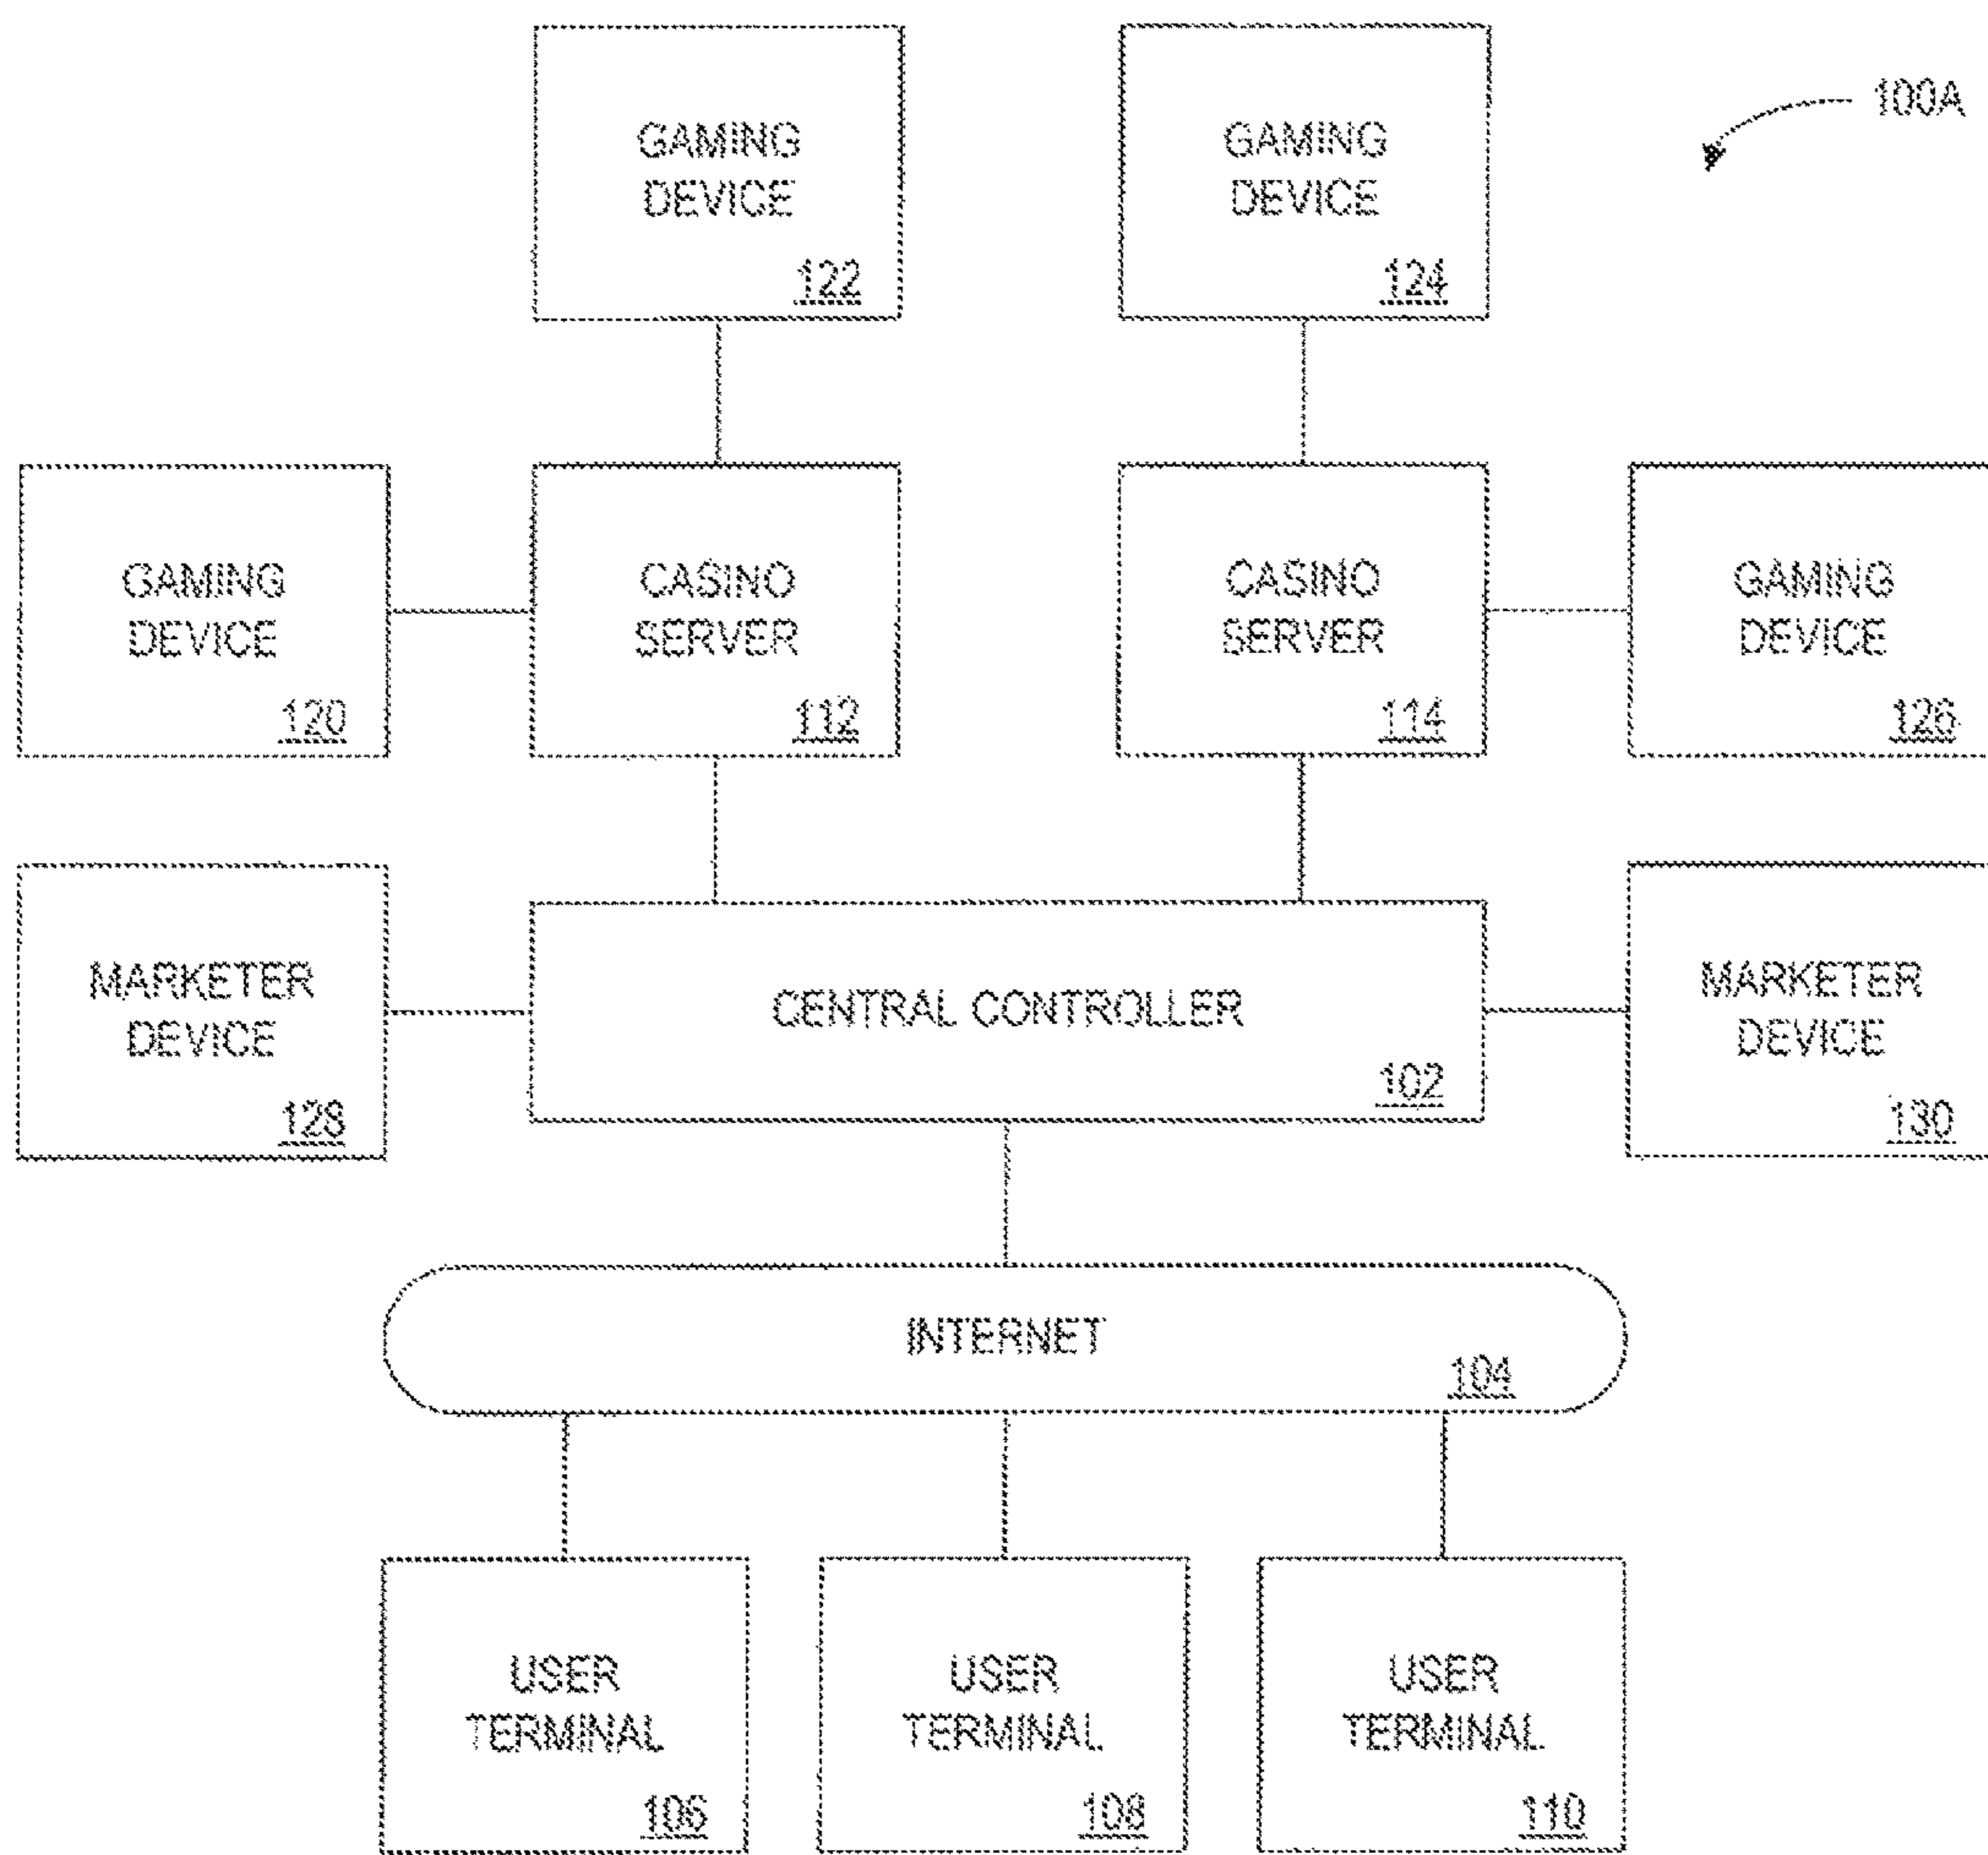 GAMING
DEVICE
122
GAMING
DEVICE
124
100A
GAMING
DEVICE
120
CASINO
SERVER
112
CASINO
SERVER
114
GAMING
DEVICE
126
MARKETER
DEVICE
128
CENTRAL CONTROLLER
102
MARKETER
DEVICE
130
INTERNET
104
USER
TERMINAL
106
USER
TERMINAL
108
USER
TERMINAL
110